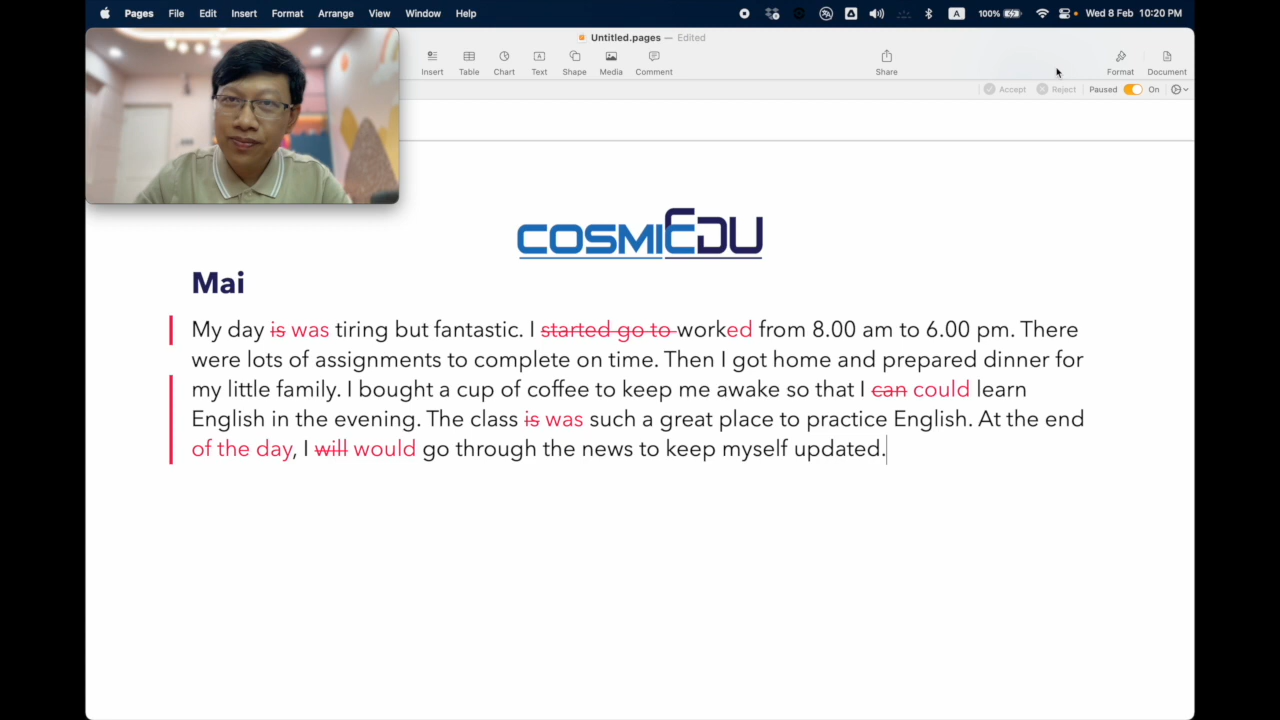 Pages File Edit Insert Format Arrange View Window Help A 100% Wed 8 Feb 10:20 PM
Untitled.pages — Edited
Insert Table Chart Text Shape Media Comment Share Format Document
Accept Reject Paused On
COSMIEDU
Mai
My day is was tiring but fantastic. I started go to worked from 8.00 am to 6.00 pm. There
were lots of assignments to complete on time. Then I got home and prepared dinner for
my little family. I bought a cup of coffee to keep me awake so that I can could learn
English in the evening. The class is was such a great place to practice English. At the end
of the day, I will would go through the news to keep myself updated.